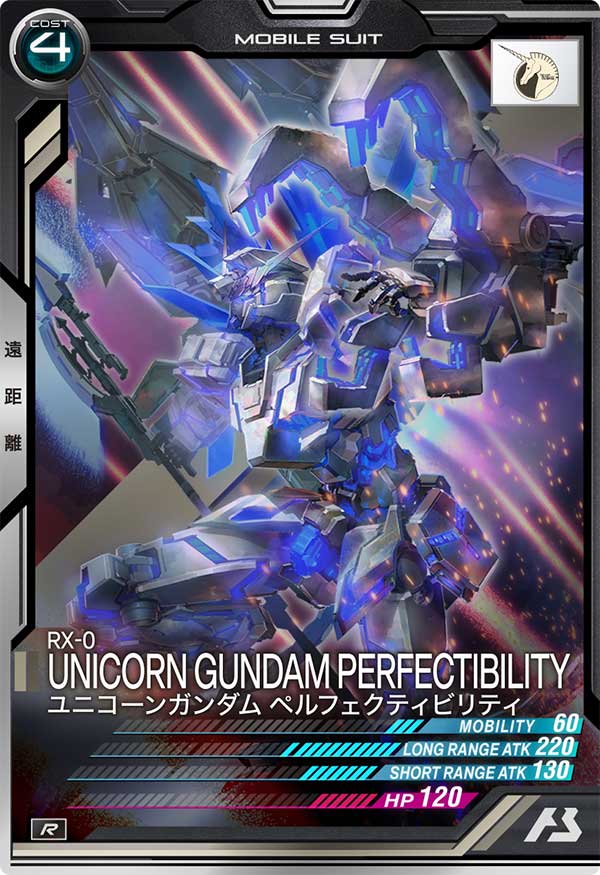 COST
4
MOBILE SUIT
遠距離
RX-0
UNICORN GUNDAM PERFECTIBILITY
ユニコーンガンダム ペルフェクティビリティ
MOBILITY 60
LONG RANGE ATK 220
SHORT RANGE ATK 130
HP 120
R